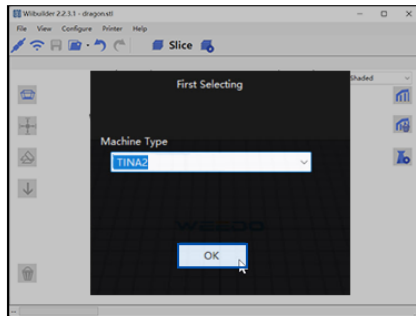 Wiibuilder 2.2.3.1 - dragon.stl
File View Configure Printer Help
Slice
Shaded
First Selecting
Machine Type
TINA2
WEEDO
OK